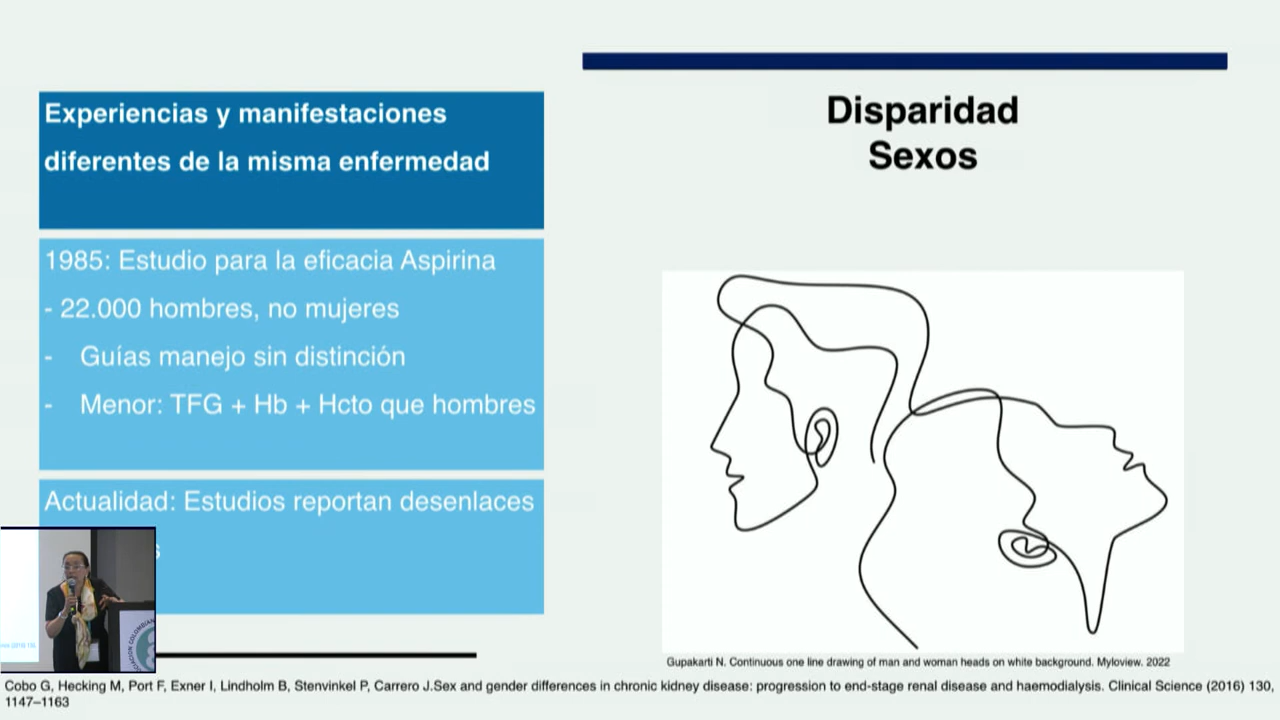 Experiencias y manifestaciones
diferentes de la misma enfermedad
1985: Estudio para la eficacia Aspirina
- 22.000 hombres, no mujeres
- Guías manejo sin distinción
- Menor: TFG + Hb + Hcto que hombres
Actualidad: Estudios reportan desenlaces
Disparidad
Sexos
Gupakarti N. Continuous one line drawing of man and woman heads on white background. Myloview. 2022
Cobo G, Hecking M, Port F, Exner I, Lindholm B, Stenvinkel P, Carrero J.Sex and gender differences in chronic kidney disease: progression to end-stage renal disease and haemodialysis. Clinical Science (2016) 130,
1147–1163